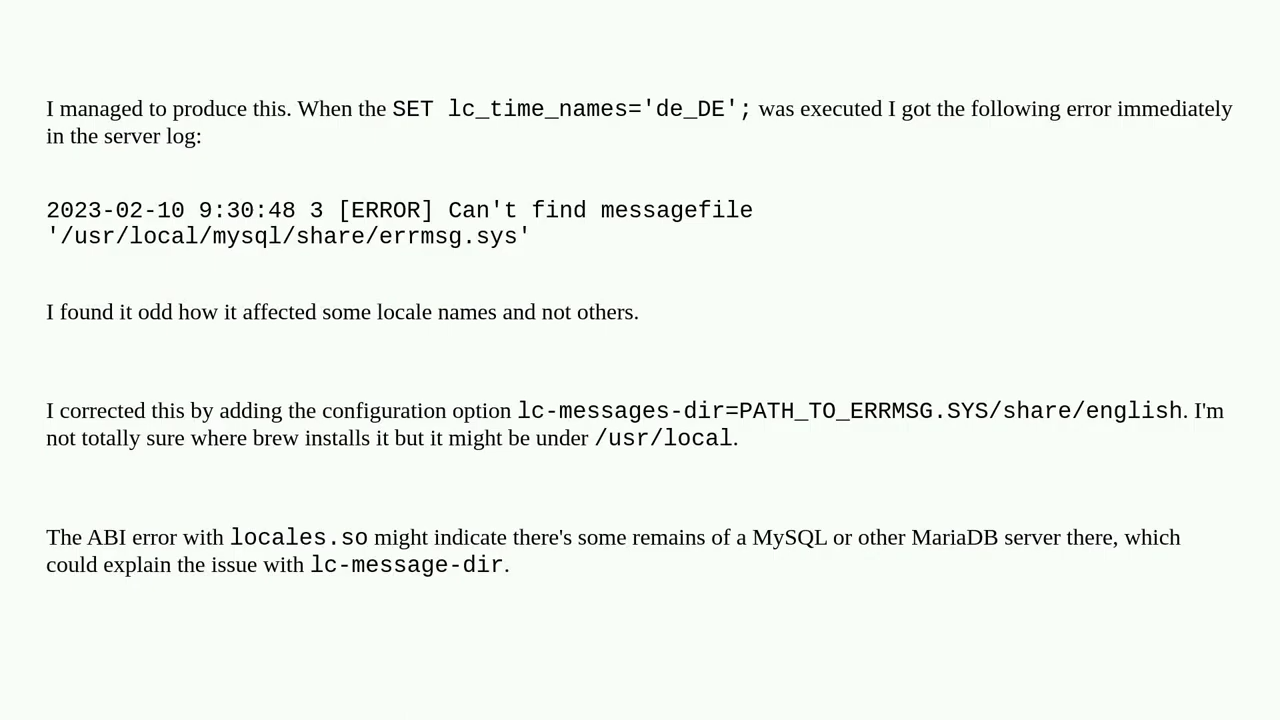 I managed to produce this. When the SET lc_time_names='de_DE'; was executed I got the following error immediately
in the server log:
2023-02-10 9:30:48 3 [ERROR] Can't find messagefile
'/usr/local/mysql/share/errmsg.sys'
I found it odd how it affected some locale names and not others.
I corrected this by adding the configuration option lc-messages-dir=PATH_TO_ERRMSG.SYS/share/english. I'm
not totally sure where brew installs it but it might be under /usr/local.
The ABI error with locales.so might indicate there's some remains of a MySQL or other MariaDB server there, which
could explain the issue with lc-message-dir.